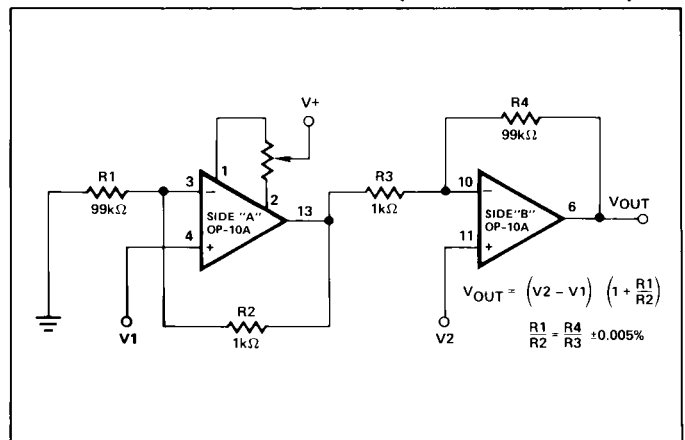 V+
R4
99kΩ
R1
99kΩ
3
1
2
SIDE "A"
OP-10A
4
13
R3
1kΩ
10
SIDE "B"
OP-10A
11
6
VOUT
R2
1kΩ
V1
V2
VOUT = (V2 – V1) (1 + R1/R2)
R1/R2 = R4/R3 ±0.005%